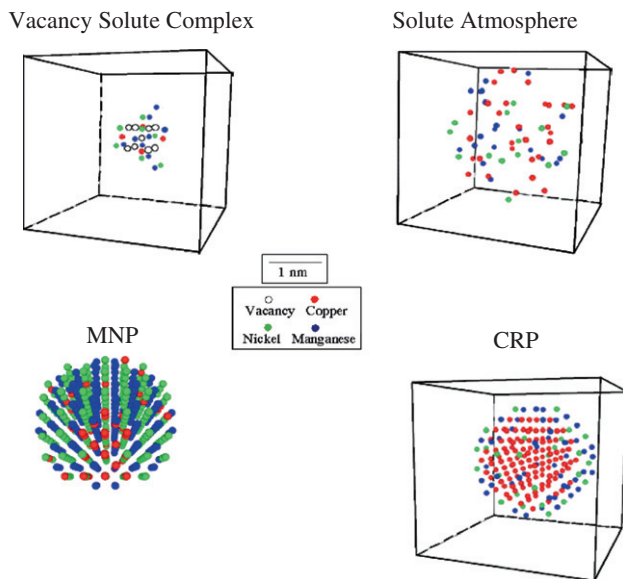 Vacancy Solute Complex
Solute Atmosphere
1 nm
Vacancy Copper
Nickel Manganese
MNP
CRP